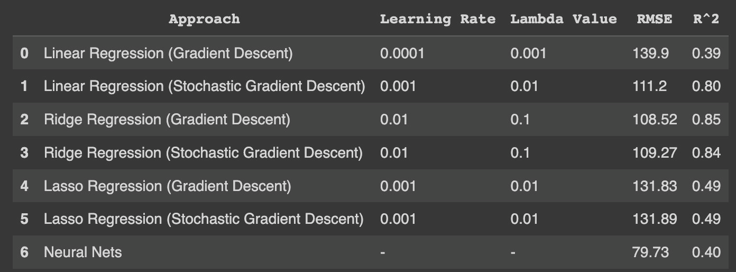 Approach Learning Rate Lambda Value RMSE R^2
0 Linear Regression (Gradient Descent) 0.0001 0.001 139.9 0.39
1 Linear Regression (Stochastic Gradient Descent) 0.001 0.01 111.2 0.80
2 Ridge Regression (Gradient Descent) 0.01 0.1 108.52 0.85
3 Ridge Regression (Stochastic Gradient Descent) 0.01 0.1 109.27 0.84
4 Lasso Regression (Gradient Descent) 0.001 0.01 131.83 0.49
5 Lasso Regression (Stochastic Gradient Descent) 0.001 0.01 131.89 0.49
6 Neural Nets - - 79.73 0.40